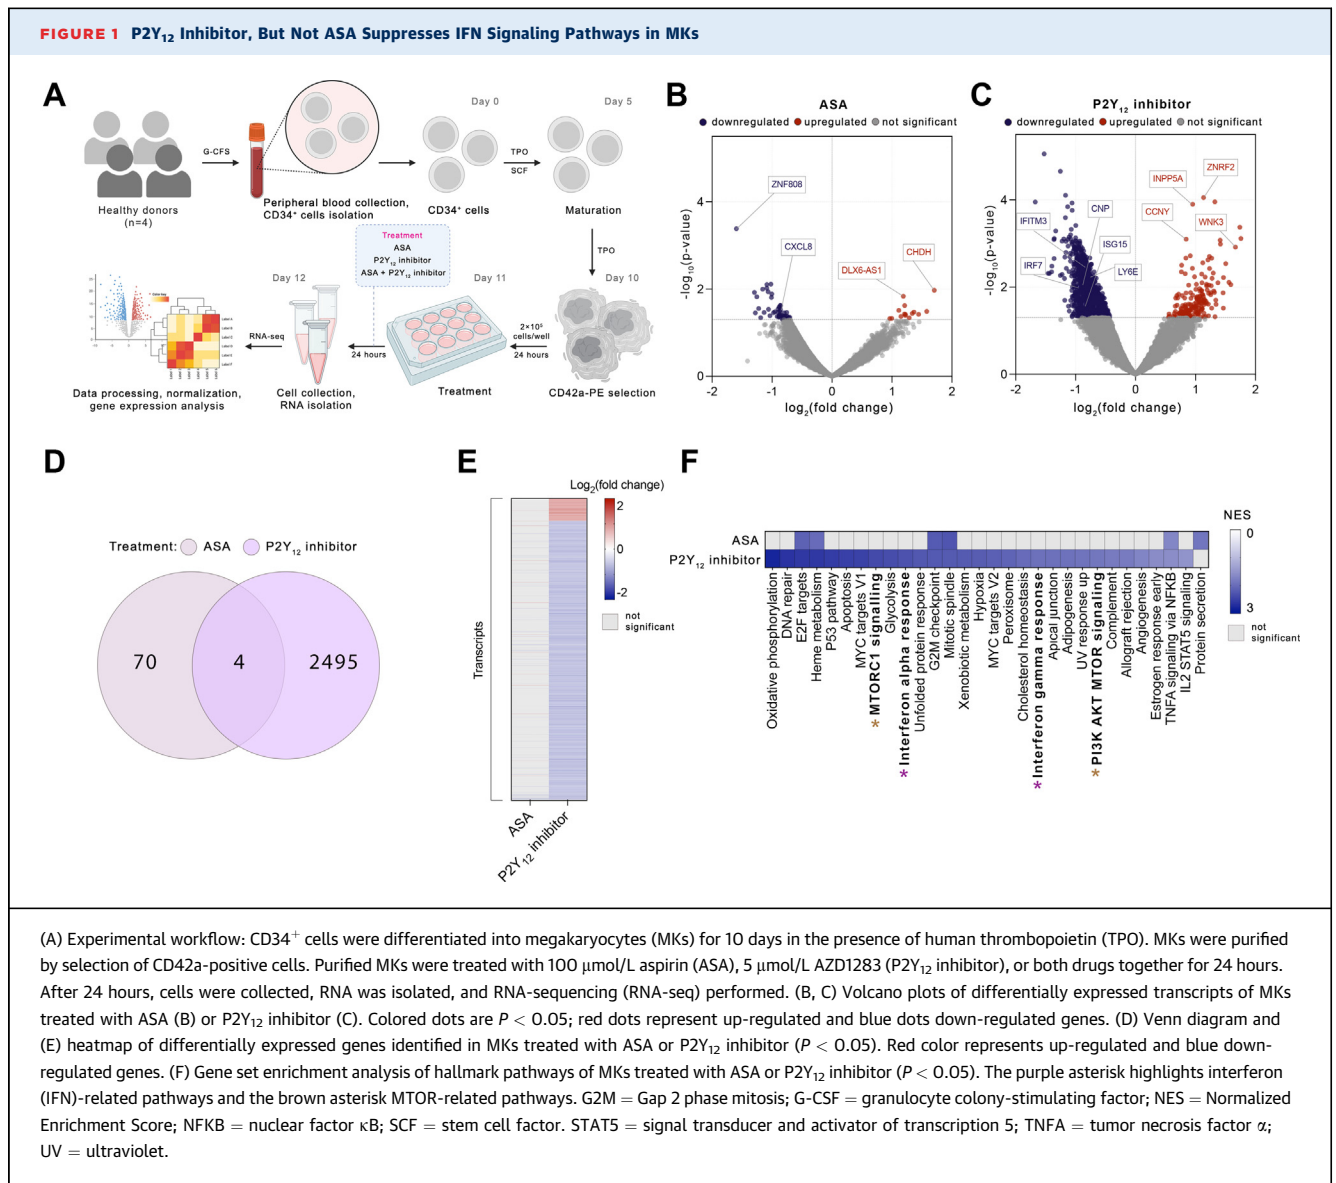 FIGURE 1 P2Y12 Inhibitor, But Not ASA Suppresses IFN Signaling Pathways in MKs
A
Healthy donors
(n=4)
G-CFS
Peripheral blood collection,
CD34+ cells isolation
Day 0
CD34+ cells
TPO
SCF
Day 5
Maturation
TPO
Day 10
CD42a-PE selection
2×10⁵
cells/well
24 hours
Day 11
Treatment
Treatment
ASA
P2Y12 inhibitor
ASA + P2Y12 inhibitor
24 hours
Day 12
Cell collection,
RNA isolation
RNA-seq
Data processing, normalization,
gene expression analysis
B
ASA
downregulated upregulated not significant
ZNF808
CXCL8
DLX6-AS1
CHDH
-log10(p-value)
4
2
0
-2 -1 0 1 2
log2(fold change)
C
P2Y12 inhibitor
downregulated upregulated not significant
ZNRF2
INPP5A
CCNY
WNK3
CNP
IFITM3
ISG15
IRF7
LY6E
-log10(p-value)
4
2
0
-2 -1 0 1 2
log2(fold change)
D
Treatment: ASA P2Y12 inhibitor
70 4 2495
E
Log2(fold change)
2
0
-2
not
significant
Transcripts
ASA
P2Y12 inhibitor
F
NES
0
3
not
significant
ASA
P2Y12 inhibitor
Oxidative phosphorylation
DNA repair
E2F targets
Heme metabolism
P53 pathway
Apoptosis
MYC targets V1
* MTORC1 signalling
Glycolysis
* Interferon alpha response
Unfolded protein response
G2M checkpoint
Mitotic spindle
Xenobiotic metabolism
Hypoxia
MYC targets V2
Peroxisome
Cholesterol homeostasis
* Interferon gamma response
Apical junction
Adipogenesis
UV response up
* PI3K AKT MTOR signaling
Complement
Allograft rejection
Angiogenesis
Estrogen response early
TNFA signaling via NFKB
IL2 STAT5 signaling
Protein secretion
(A) Experimental workflow: CD34+ cells were differentiated into megakaryocytes (MKs) for 10 days in the presence of human thrombopoietin (TPO). MKs were purified
by selection of CD42a-positive cells. Purified MKs were treated with 100 μmol/L aspirin (ASA), 5 μmol/L AZD1283 (P2Y12 inhibitor), or both drugs together for 24 hours.
After 24 hours, cells were collected, RNA was isolated, and RNA-sequencing (RNA-seq) performed. (B, C) Volcano plots of differentially expressed transcripts of MKs
treated with ASA (B) or P2Y12 inhibitor (C). Colored dots are P < 0.05; red dots represent up-regulated and blue dots down-regulated genes. (D) Venn diagram and
(E) heatmap of differentially expressed genes identified in MKs treated with ASA or P2Y12 inhibitor (P < 0.05). Red color represents up-regulated and blue down-
regulated genes. (F) Gene set enrichment analysis of hallmark pathways of MKs treated with ASA or P2Y12 inhibitor (P < 0.05). The purple asterisk highlights interferon
(IFN)-related pathways and the brown asterisk MTOR-related pathways. G2M = Gap 2 phase mitosis; G-CSF = granulocyte colony-stimulating factor; NES = Normalized
Enrichment Score; NFKB = nuclear factor κB; SCF = stem cell factor. STAT5 = signal transducer and activator of transcription 5; TNFA = tumor necrosis factor α;
UV = ultraviolet.